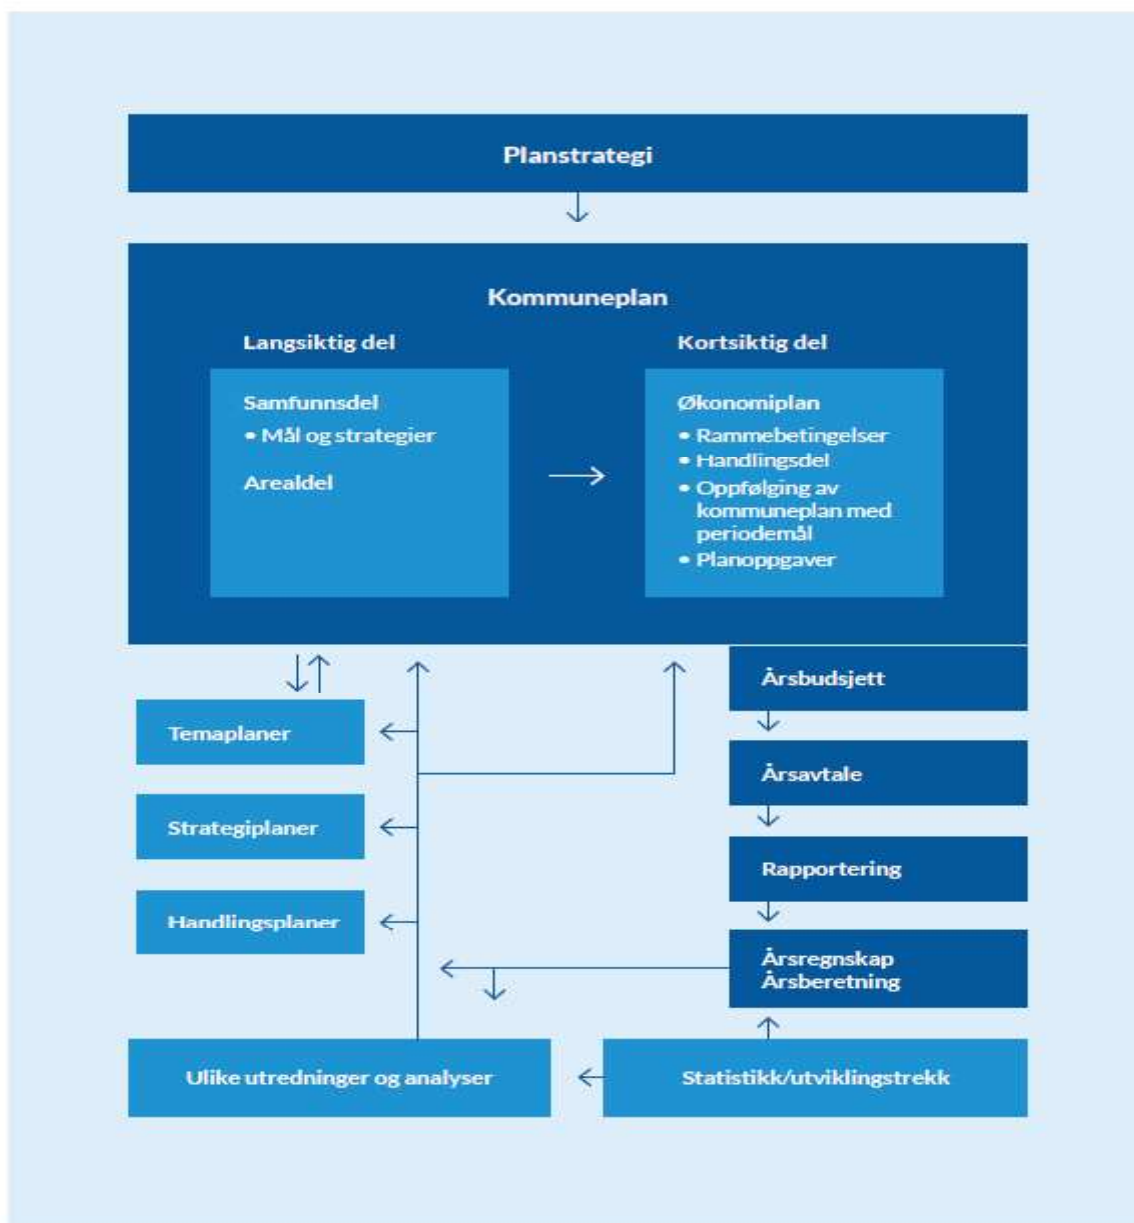 Planstrategi
Kommuneplan
Langsiktig del
Samfunnsdel
• Mål og strategier
Arealdel
Kortsiktig del
Økonomiplan
• Rammebetingelser
• Handlingsdel
• Oppfølging av
kommuneplan med
periodemål
• Planoppgaver
Temaplaner
Strategiplaner
Handlingsplaner
Årsbudsjett
Årsavtale
Rapportering
Årsregnskap
Årsberetning
Ulike utredninger og analyser
Statistikk/utviklingstrekk